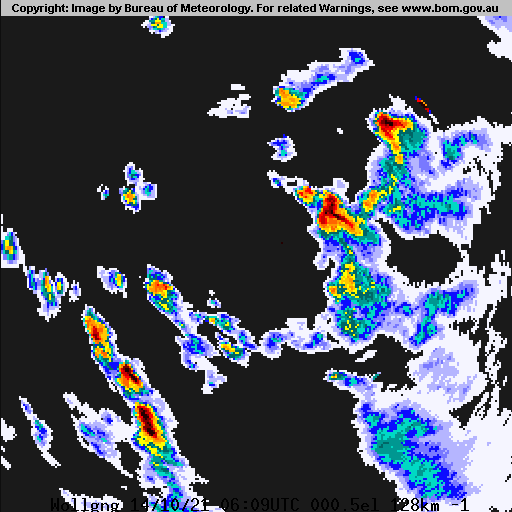 Copyright: Image by Bureau of Meteorology. For related Warnings, see www.bom.gov.au
Wollgng 14/10/21 06:09UTC 000.5el 128km -1